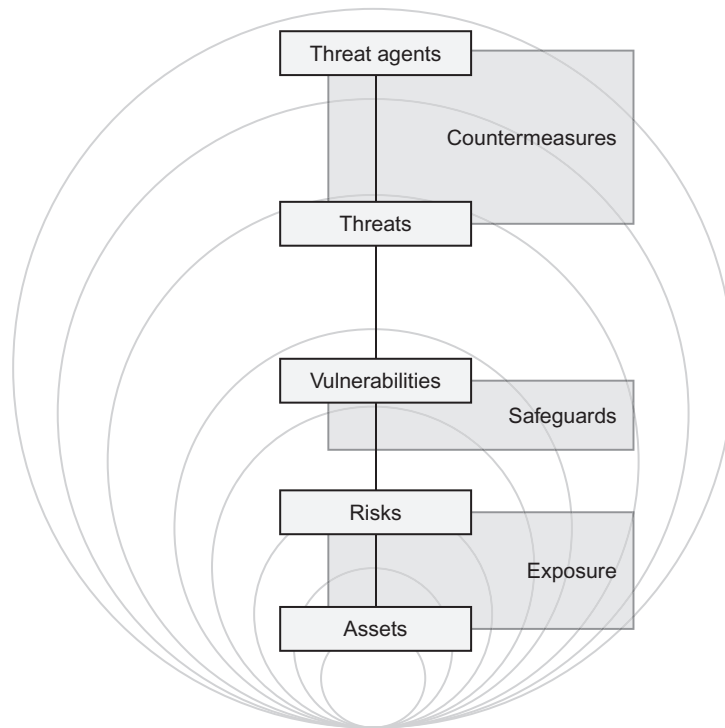 Threat agents
Countermeasures
Threats
Vulnerabilities
Safeguards
Risks
Exposure
Assets